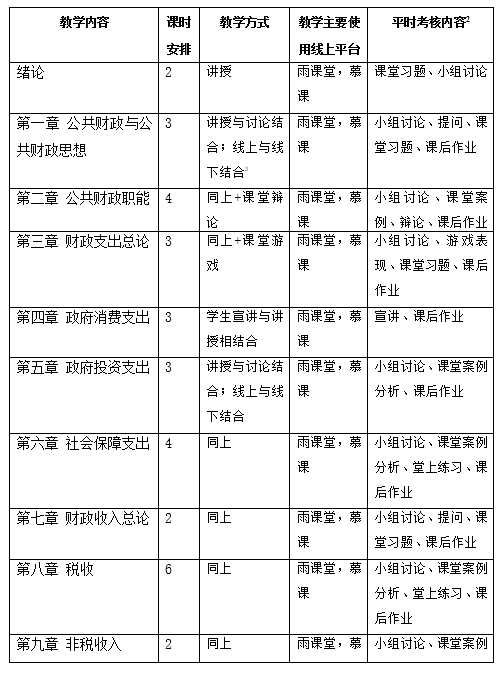 教学内容 课时安排 教学方式 教学主要使用线上平台 平时考核内容2
绪论 2 讲授 雨课堂，慕课 课堂习题、小组讨论
第一章 公共财政与公共财政思想 3 讲授与讨论结合；线上与线下结合 雨课堂，慕课 小组讨论、提问、课堂习题、课后作业
第二章 公共财政职能 4 同上+课堂辩论 雨课堂，慕课 小组讨论、课堂案例、辩论、课后作业
第三章 财政支出总论 3 同上+课堂游戏 雨课堂，慕课 小组讨论、游戏表现、课堂习题、课后作业
第四章 政府消费支出 3 学生宣讲与讲授相结合 雨课堂，慕课 宣讲、课后作业
第五章 政府投资支出 3 讲授与讨论结合；线上与线下结合 雨课堂，慕课 小组讨论、课堂案例分析、课后作业
第六章 社会保障支出 4 同上 雨课堂，慕课 小组讨论、课堂案例分析、堂上练习、课后作业
第七章 财政收入总论 2 同上 雨课堂，慕课 小组讨论、提问、课堂习题、课后作业
第八章 税收 6 同上 雨课堂，慕课 小组讨论、课堂案例分析、堂上练习、课后作业
第九章 非税收入 2 同上 雨课堂，慕 小组讨论、课堂案例